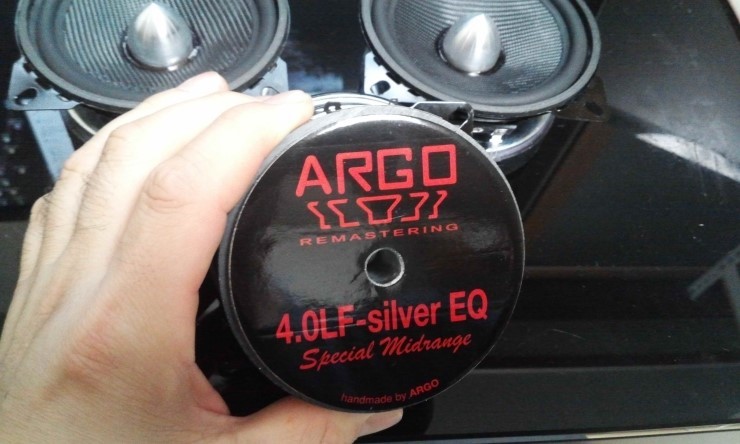 ARGO
REMASTERING
4.0LF-silver EQ
Special Midrange
handmade by ARGO